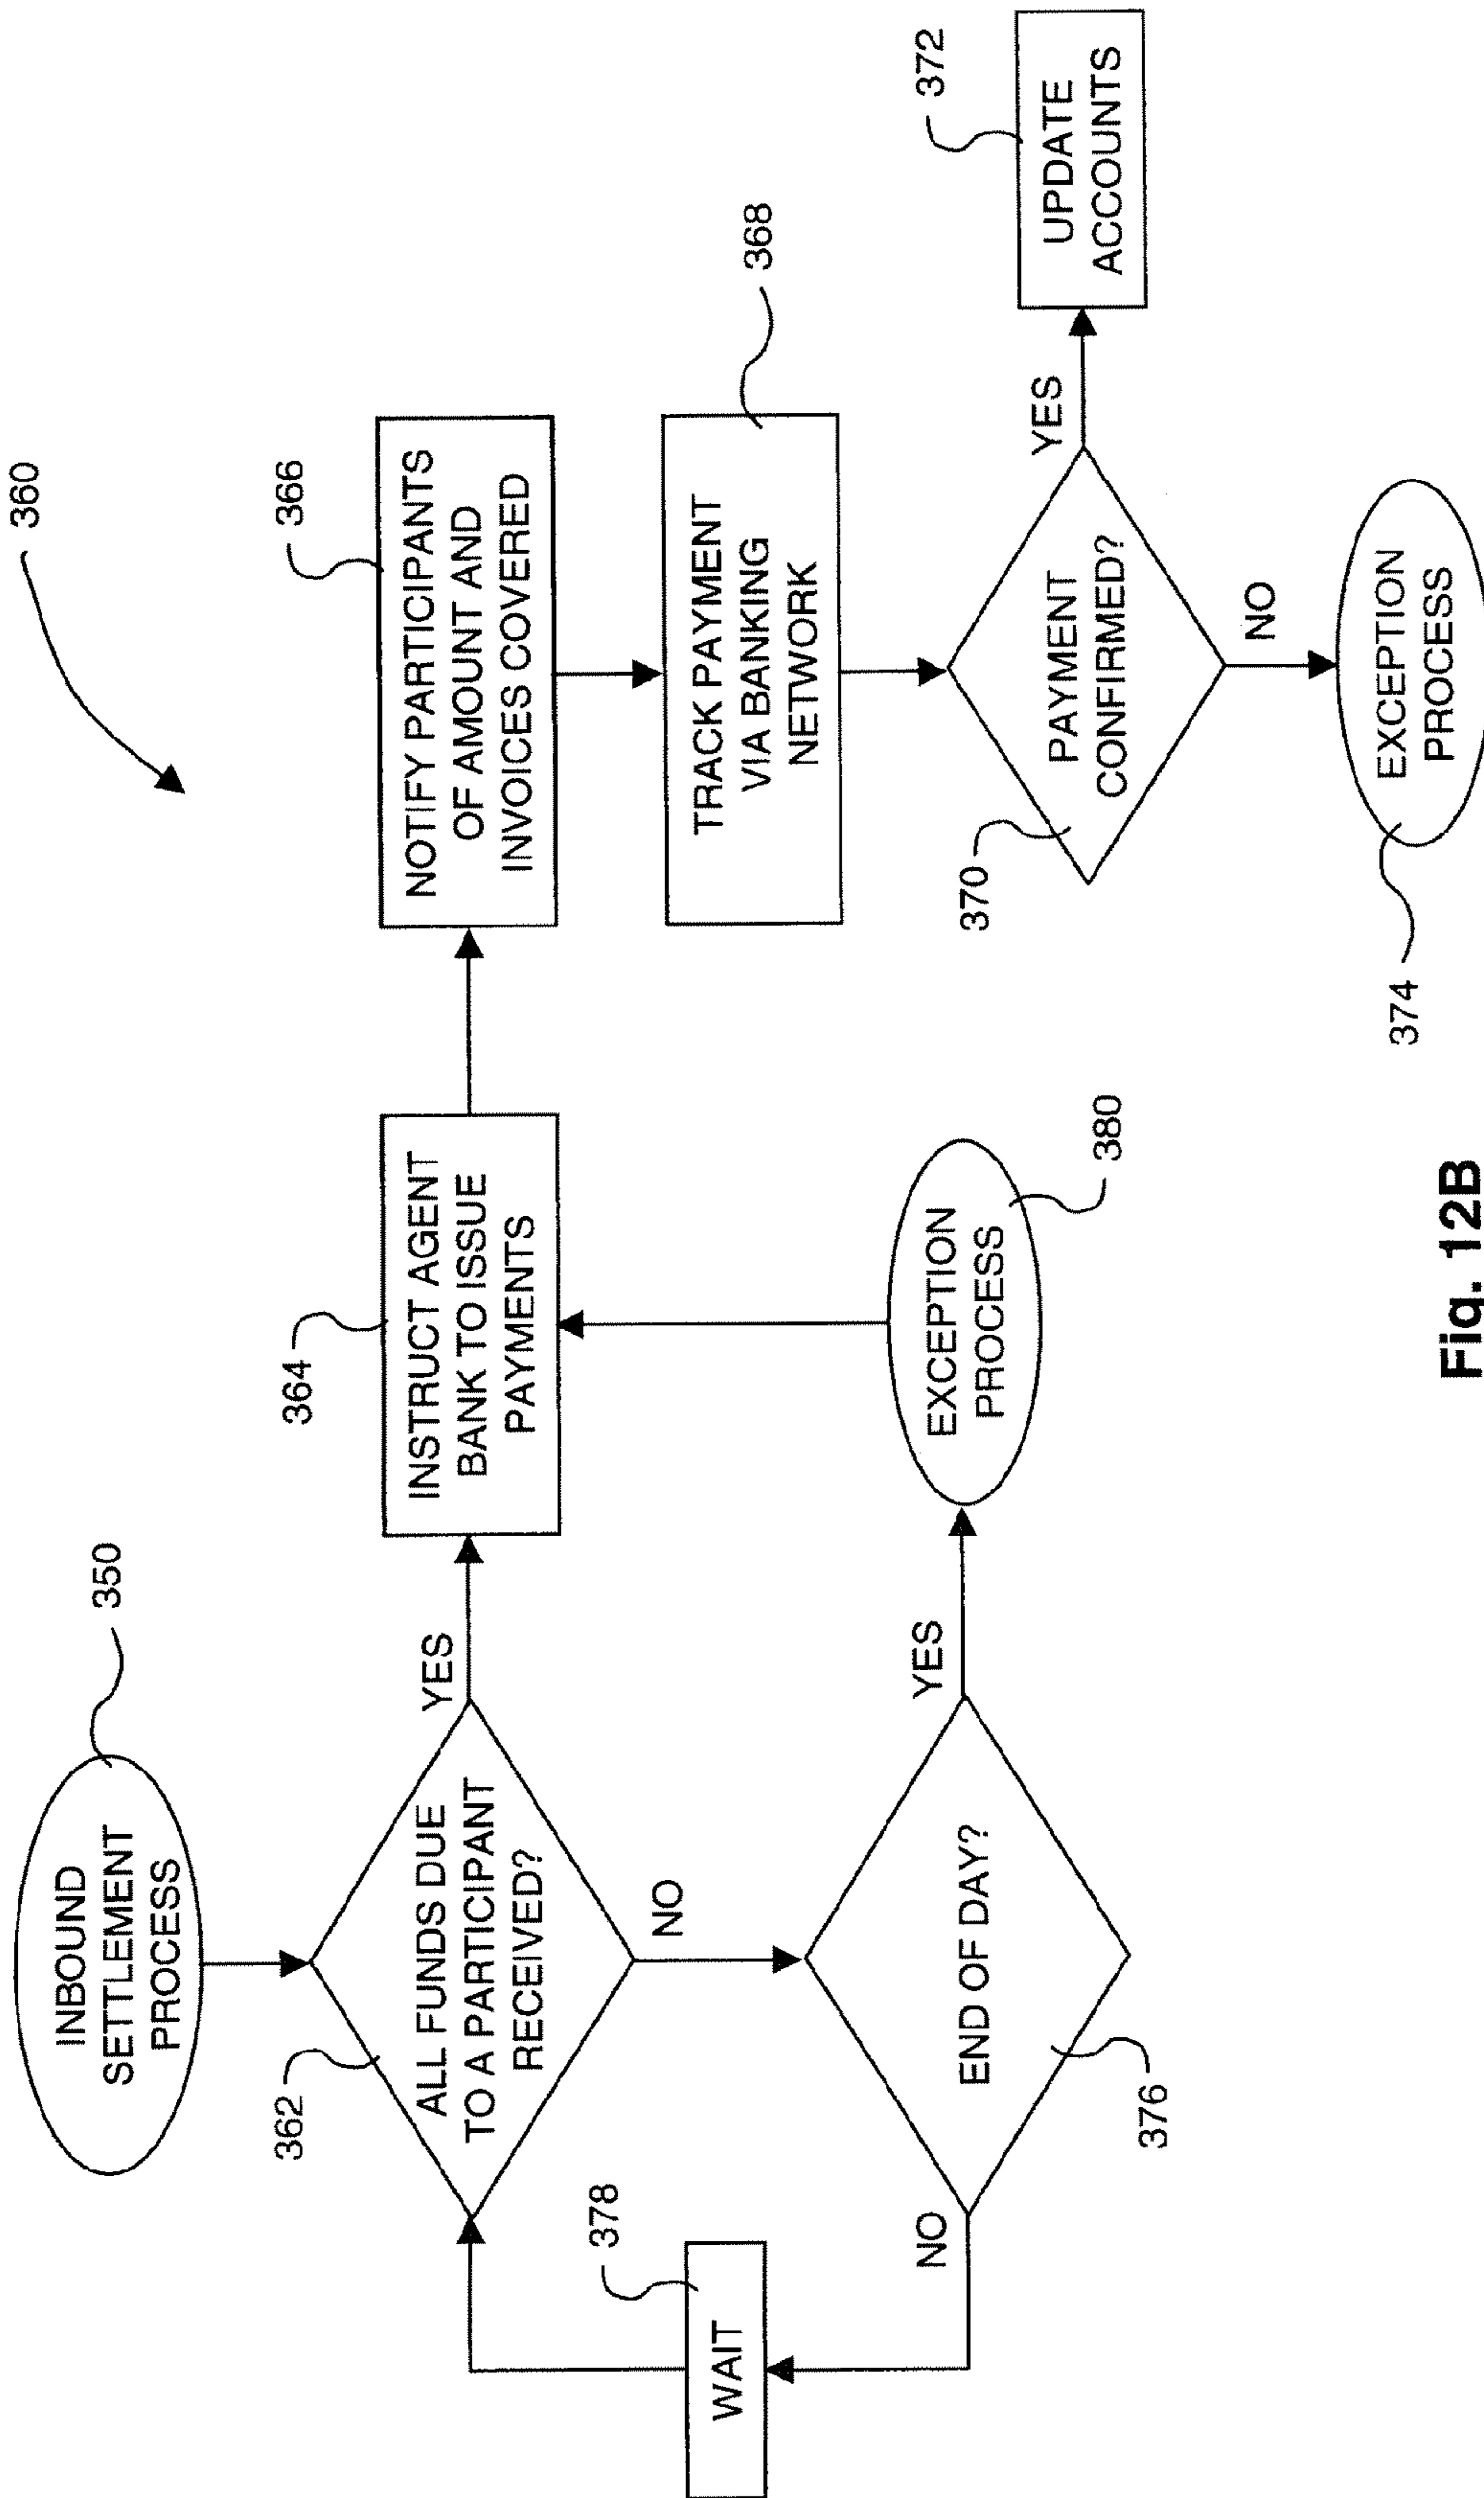 360
INBOUND
SETTLEMENT
PROCESS
350
362
ALL FUNDS DUE
TO A PARTICIPANT
RECEIVED?
YES
NO
364
INSTRUCT AGENT
BANK TO ISSUE
PAYMENTS
366
NOTIFY PARTICIPANTS
OF AMOUNT AND
INVOICES COVERED
368
TRACK PAYMENT
VIA BANKING
NETWORK
378
WAIT
NO
END OF DAY?
376
YES
EXCEPTION
PROCESS
380
370
PAYMENT
CONFIRMED?
YES
372
UPDATE
ACCOUNTS
NO
374
EXCEPTION
PROCESS
Fig. 12B